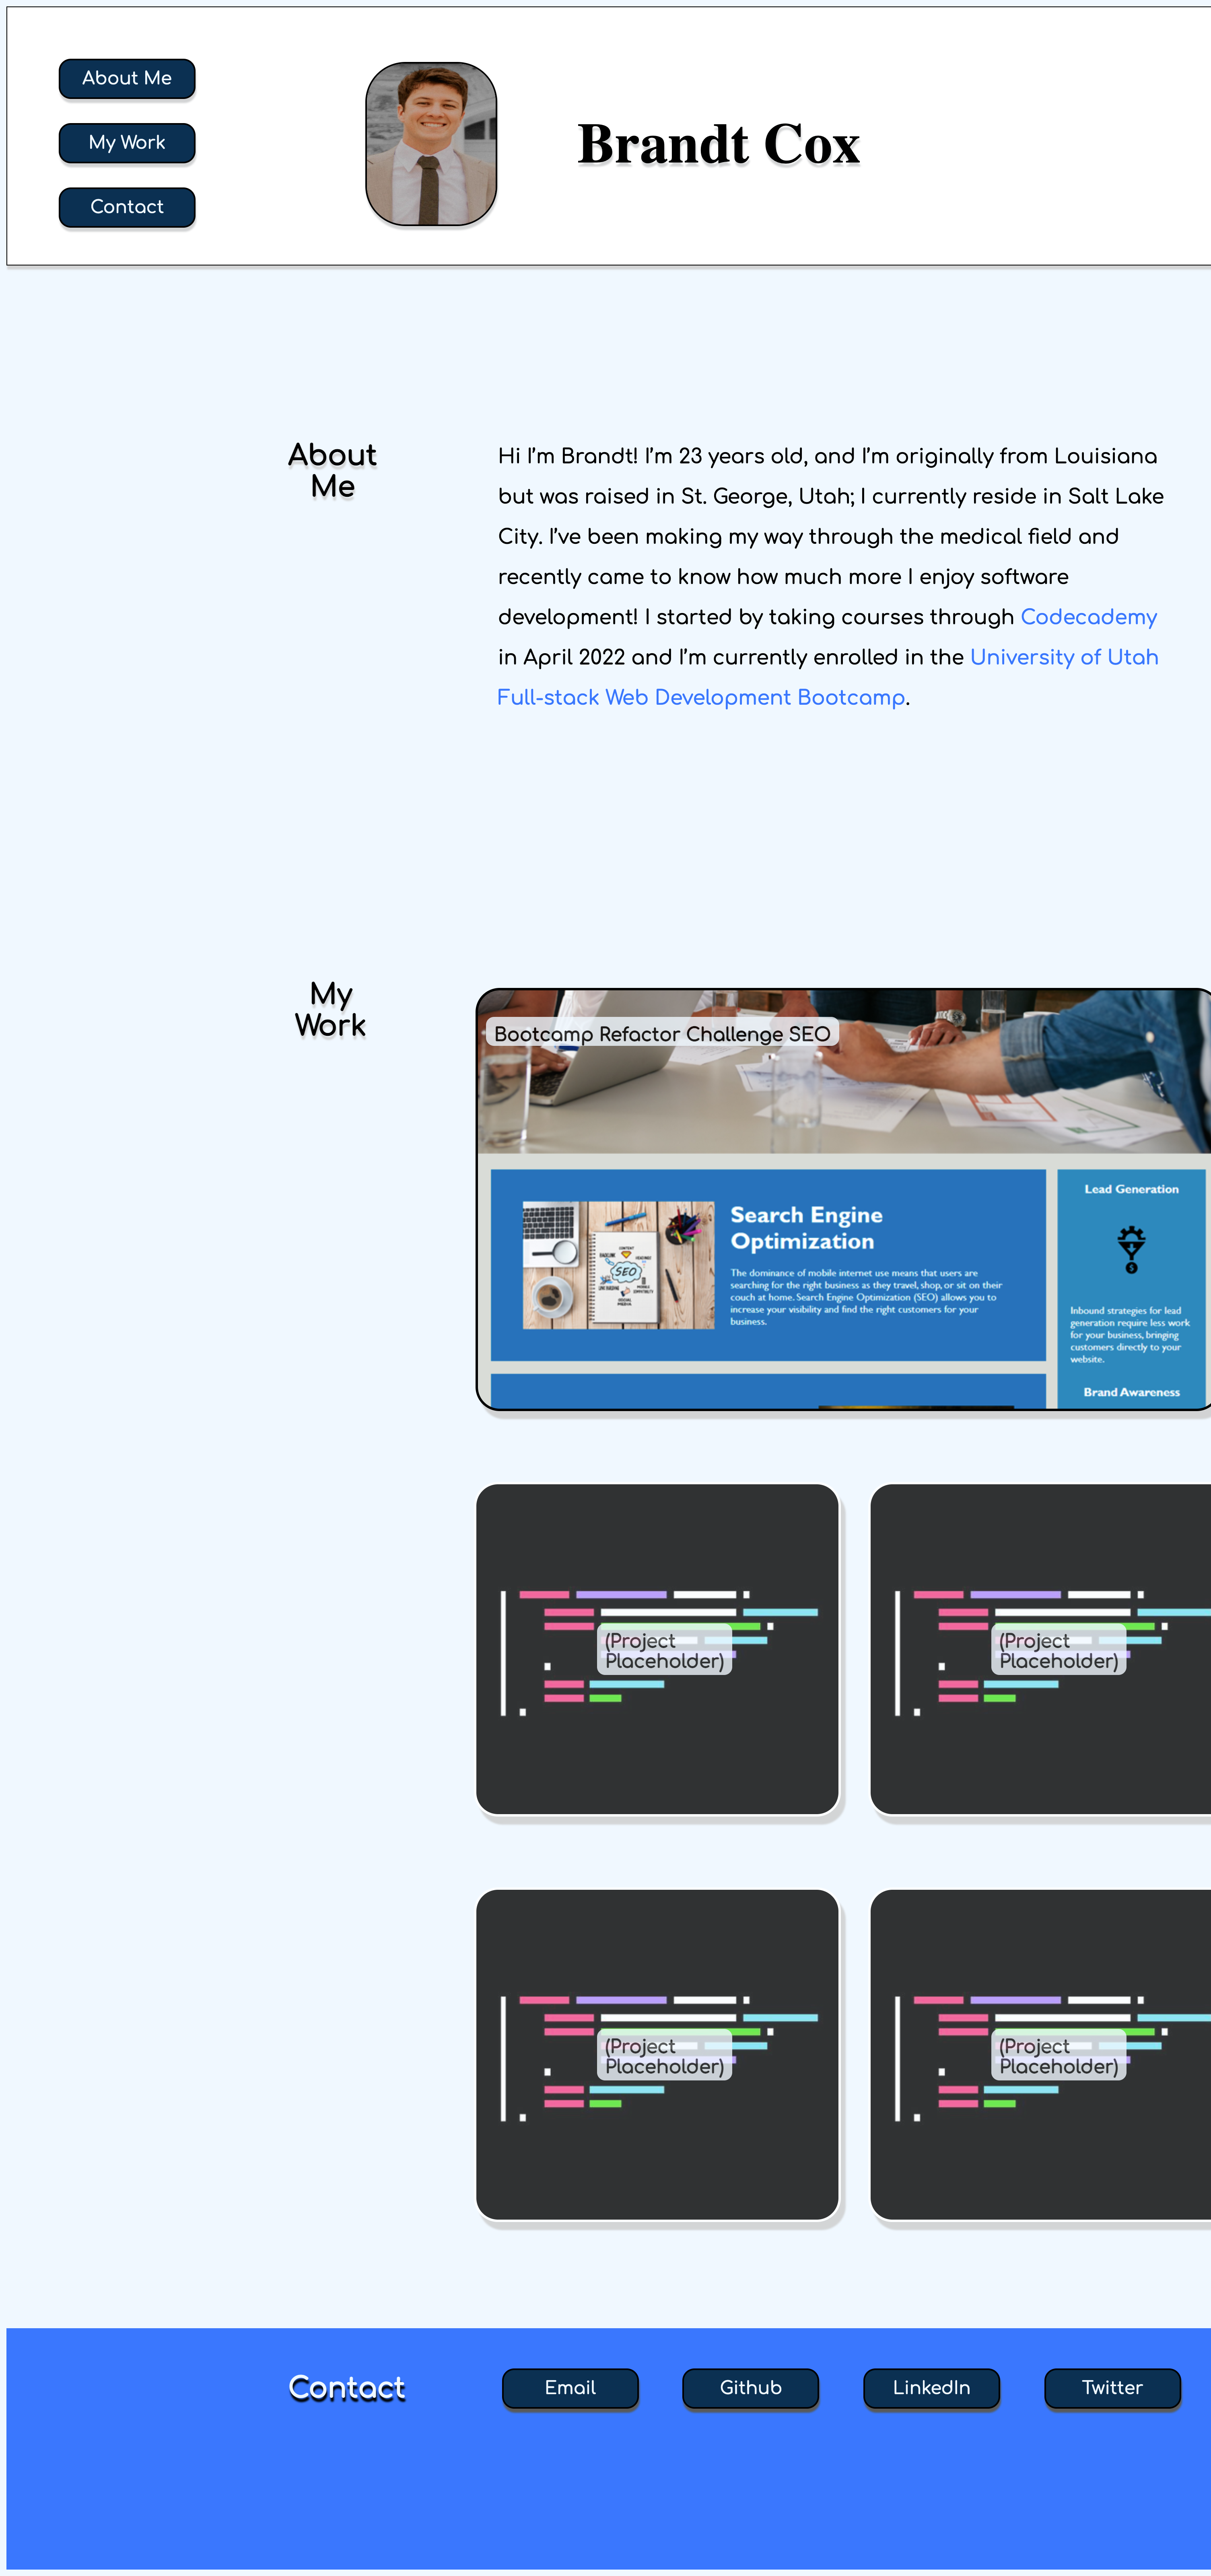 About Me
My Work
Contact
Brandt Cox
About
Me
Hi I'm Brandt! I'm 23 years old, and I'm originally from Louisiana
but was raised in St. George, Utah; I currently reside in Salt Lake
City. I've been making my way through the medical field and
recently came to know how much more I enjoy software
development! I started by taking courses through Codecademy
in April 2022 and I'm currently enrolled in the University of Utah
Full-stack Web Development Bootcamp.
My
Work
Bootcamp Refactor Challenge SEO
Search Engine
Optimization
The dominance of mobile internet use means that users are
searching for the right business as they travel, shop, or sit on their
couch at home. Search Engine Optimization (SEO) allows you to
increase your visibility and find the right customers for your
business.
SEO
Lead Generation
Inbound strategies for lead
generation require less work
for your business, bringing
customers directly to your
website.
Brand Awareness
(Project
Placeholder)
(Project
Placeholder)
(Project
Placeholder)
(Project
Placeholder)
Contact
Email
Github
LinkedIn
Twitter